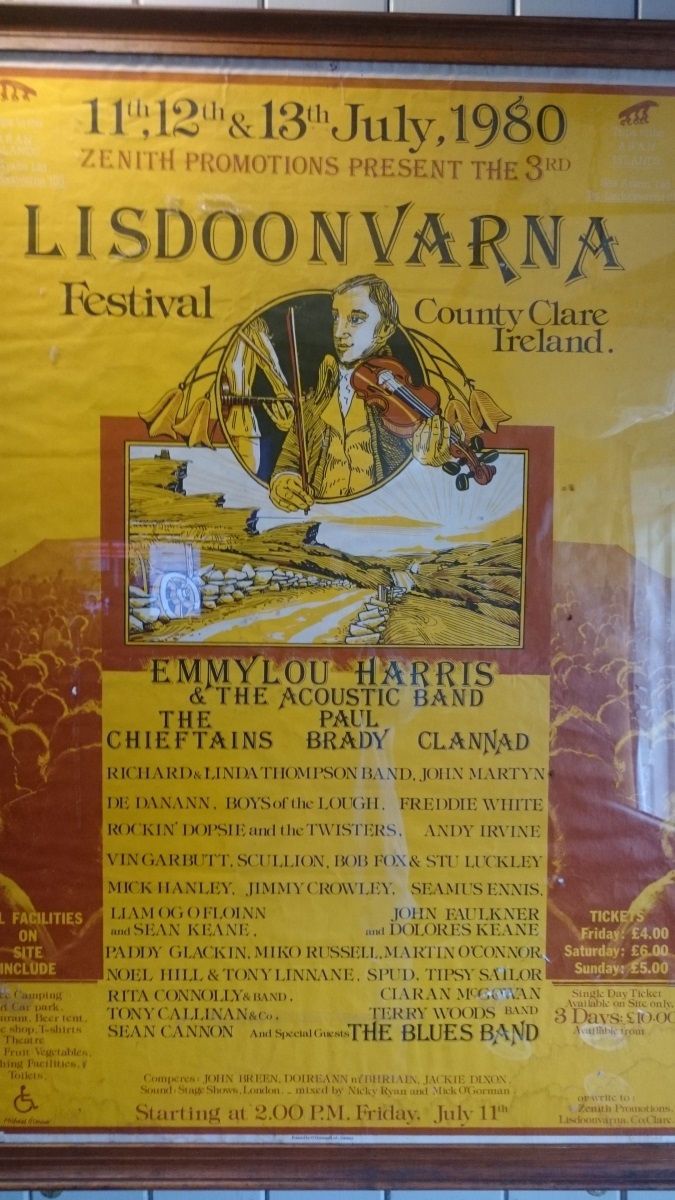 11th, 12th & 13th July, 1980
ZENITH PROMOTIONS PRESENT THE 3RD
LISDOONVARNA
Festival
County Clare
Ireland.
EMMYLOU HARRIS
& THE ACOUSTIC BAND
THE CHIEFTAINS
PAUL BRADY
CLANNAD
RICHARD & LINDA THOMPSON BAND, JOHN MARTYN
DE DANANN, BOYS of the LOUGH, FREDDIE WHITE
ROCKIN' DOPSIE and the TWISTERS, ANDY IRVINE
VIN GARBUTT, SCULLION, BOB FOX & STU LUCKLEY
MICK HANLEY, JIMMY CROWLEY, SEAMUS ENNIS,
LIAM OG O FLOINN
and SEAN KEANE,
JOHN FAULKNER
and DOLORES KEANE
PADDY GLACKIN, MIKO RUSSELL, MARTIN O'CONNOR
NOEL HILL & TONY LINNANE, SPUD, TIPSY SAILOR
RITA CONNOLLY & BAND, CIARAN McGOWAN
TONY CALLINAN & Co, TERRY WOODS BAND
SEAN CANNON And Special Guests THE BLUES BAND
Comperes: JOHN BREEN, DOIREANN ni BHRIAIN, JACKIE DIXON.
Sound: Stage Shows, London. .. mixed by Nicky Ryan and Mick O'Gorman
Starting at 2.00 P.M. Friday, July 11th
L FACILITIES
ON
SITE
INCLUDE
Camping
Car park,
Beer tent,
shop, T-shirts
Theatre
Fruit Vegetables,
Facilities,
Toilets.
TICKETS
Friday: £4.00
Saturday: £6.00
Sunday: £5.00
Single Day Ticket
Available on Site only.
3 Days: £10.00
Available from
or write to:
Zenith Promotions,
Lisdoonvarna, Co. Clare.